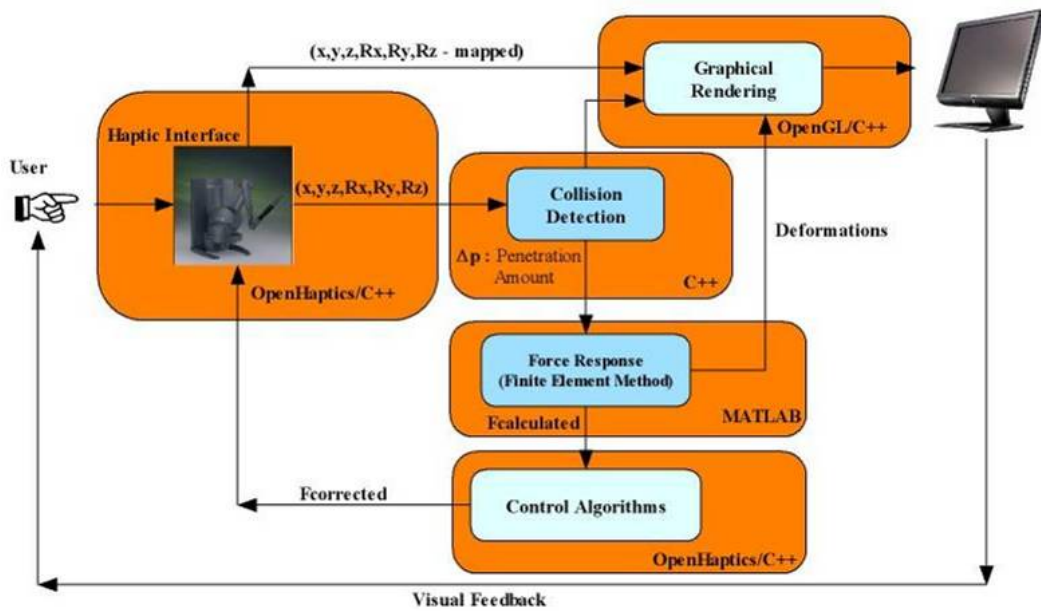 (x,y,z,Rx,Ry,Rz - mapped)
Graphical
Rendering
OpenGL/C++
Haptic Interface
User
(x,y,z,Rx,Ry,Rz)
Collision
Detection
Δp : Penetration
Amount
C++
Deformations
OpenHaptics/C++
Force Response
(Finite Element Method)
MATLAB
Fcalculated
Fcorrected
Control Algorithms
OpenHaptics/C++
Visual Feedback